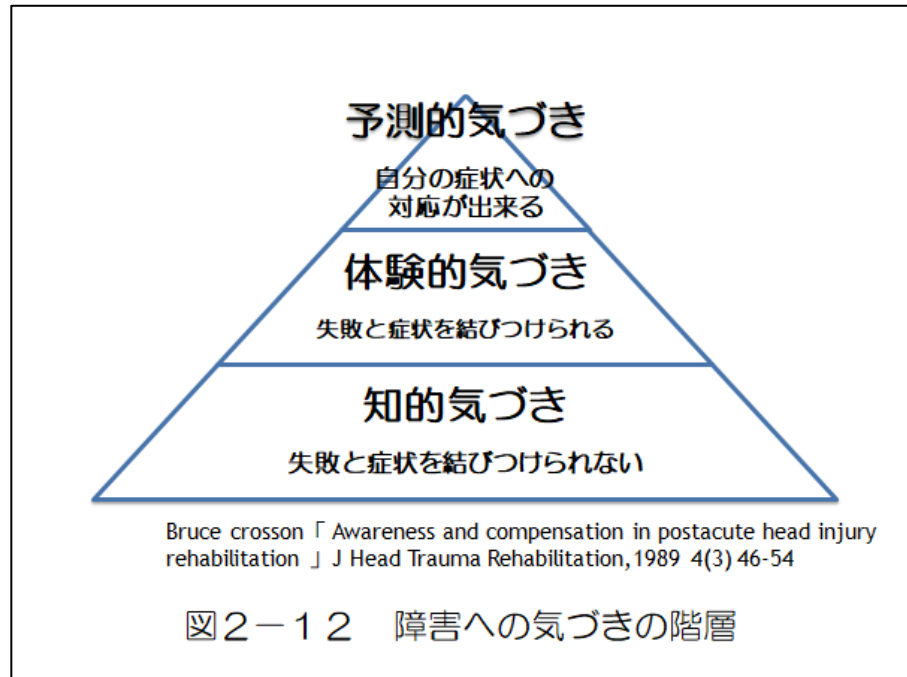 予測的気づき
自分の症状への
対応が出来る
体験的気づき
失敗と症状を結びつけられる
知的気づき
失敗と症状を結びつけられない
Bruce crosson「 Awareness and compensation in postacute head injury
rehabilitation 」J Head Trauma Rehabilitation,1989 4(3) 46-54
図２－１２　障害への気づきの階層